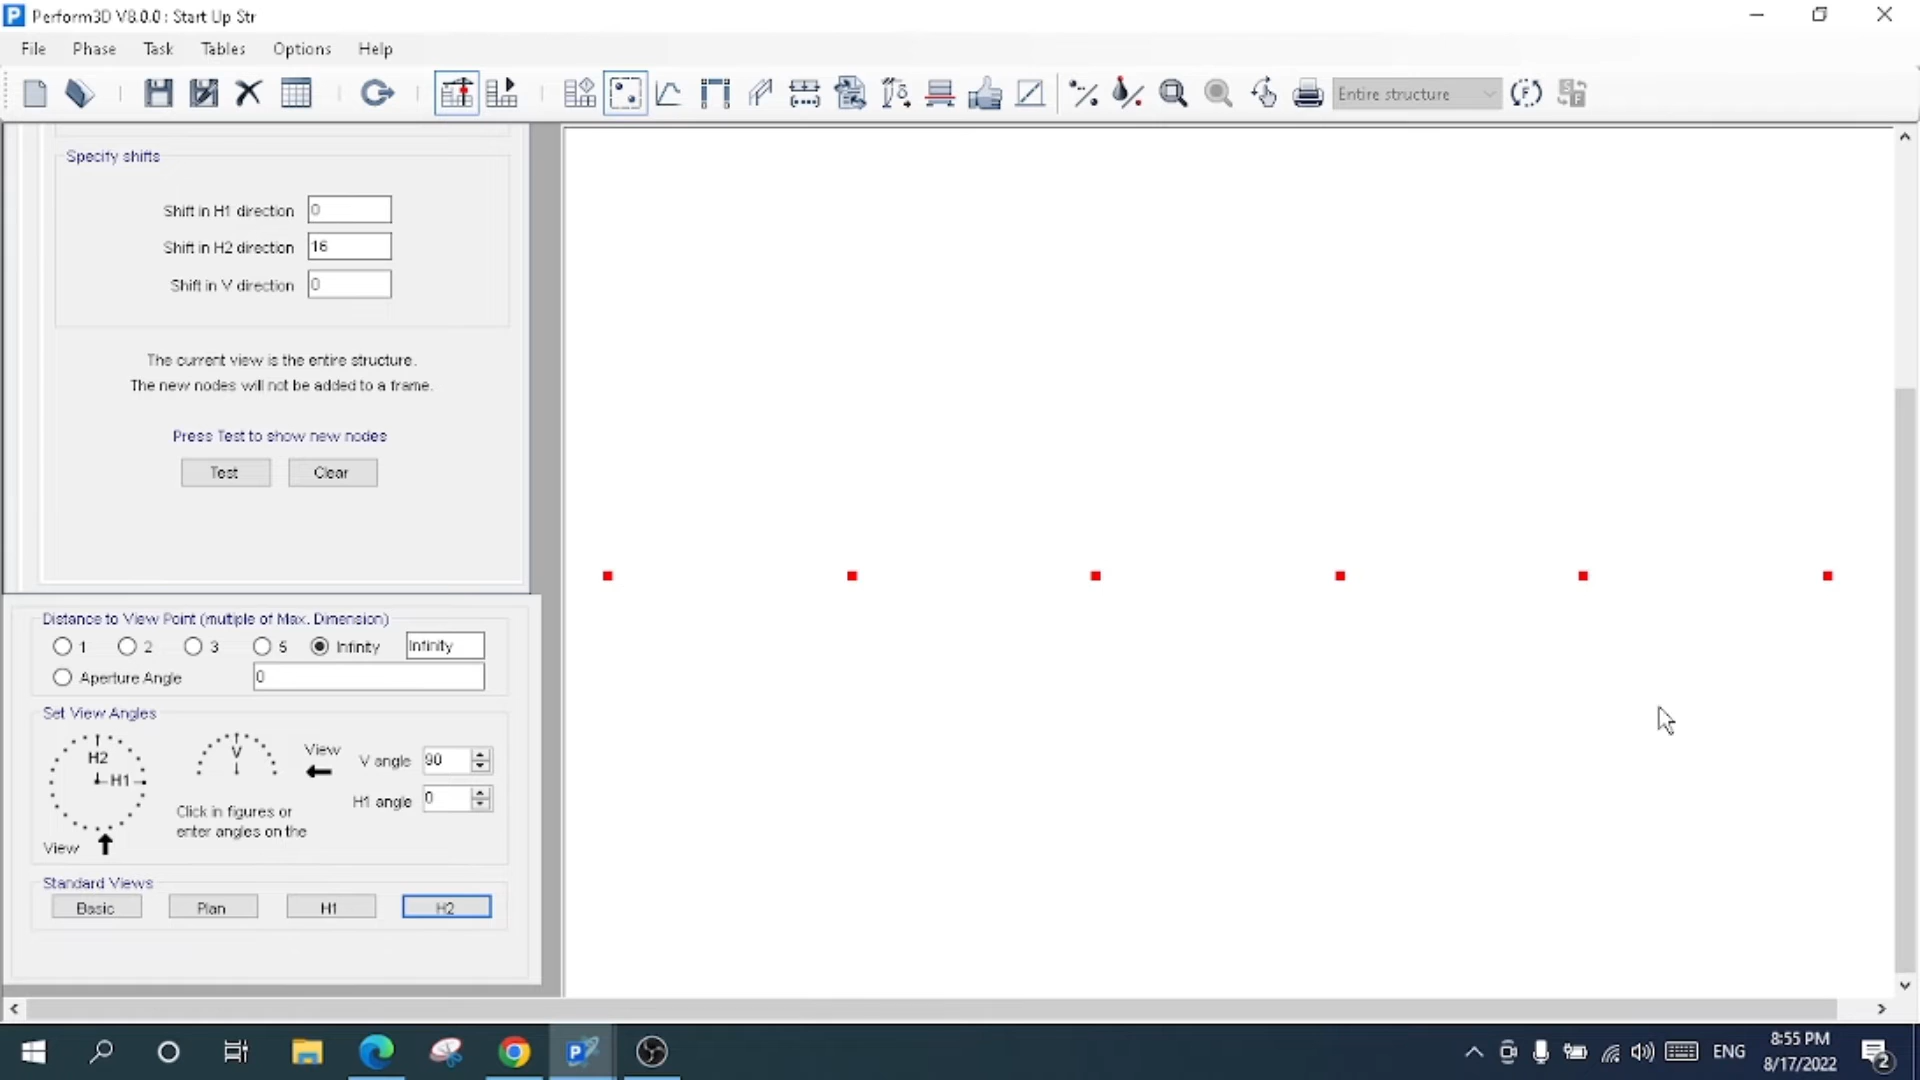 Perform3D V8.0.0 : Start Up Str
File Phase Task Tables Options Help
Entire structure
Specify shifts
Shift in H1 direction 0
Shift in H2 direction 16
Shift in V direction 0
The current view is the entire structure.
The new nodes will not be added to a frame.
Press Test to show new nodes
Test Clear
Distance to View Point (multiple of Max. Dimension)
1 2 3 5 Infinity Infinity
Aperture Angle 0
Set View Angles
H2
H1
V
View
V angle 90
H1 angle 0
Click in figures or
enter angles on the
View
Standard Views
Basic Plan H1 H2
ENG
8:55 PM
8/17/2022
2